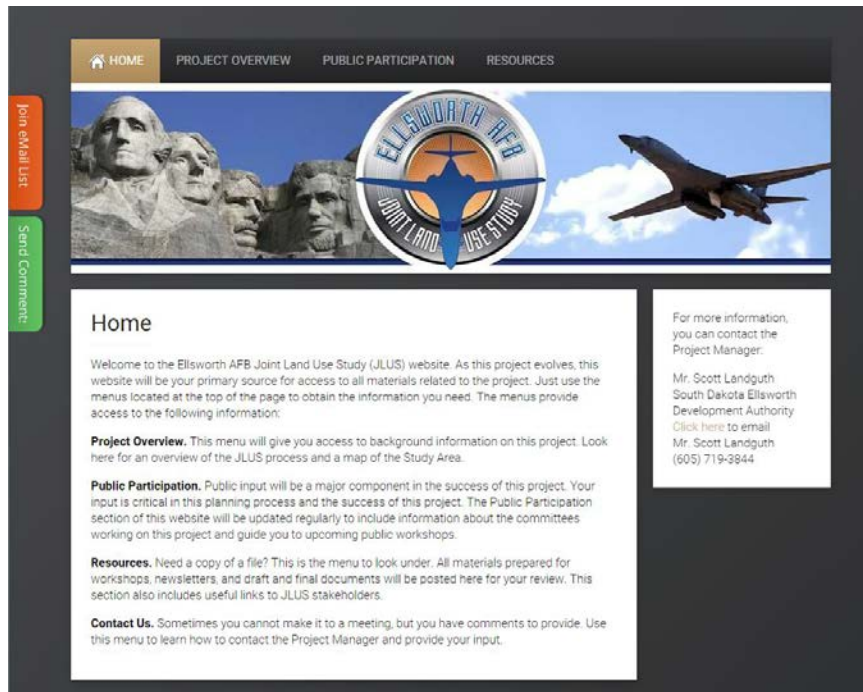 HOME PROJECT OVERVIEW PUBLIC PARTICIPATION RESOURCES
Join eMail List
Send Comment:
ELLSWORTH AFB
JOINT LAND USE STUDY
Home
Welcome to the Ellsworth AFB Joint Land Use Study (JLUS) website. As this project evolves, this
website will be your primary source for access to all materials related to the project. Just use the
menus located at the top of the page to obtain the information you need. The menus provide
access to the following information:
Project Overview. This menu will give you access to background information on this project. Look
here for an overview of the JLUS process and a map of the Study Area.
Public Participation. Public input will be a major component in the success of this project. Your
input is critical in this planning process and the success of this project. The Public Participation
section of this website will be updated regularly to include information about the committees
working on this project and guide you to upcoming public workshops.
Resources. Need a copy of a file? This is the menu to look under. All materials prepared for
workshops, newsletters, and draft and final documents will be posted here for your review. This
section also includes useful links to JLUS stakeholders.
Contact Us. Sometimes you cannot make it to a meeting, but you have comments to provide. Use
this menu to learn how to contact the Project Manager and provide your input.
For more information,
you can contact the
Project Manager:
Mr. Scott Landguth
South Dakota Ellsworth
Development Authority
Click here to email
Mr. Scott Landguth
(605) 719-3844